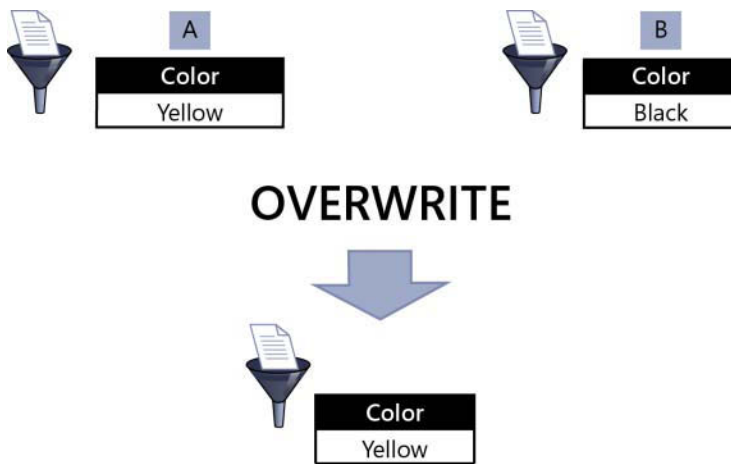 A
Color
Yellow
B
Color
Black
OVERWRITE
Color
Yellow